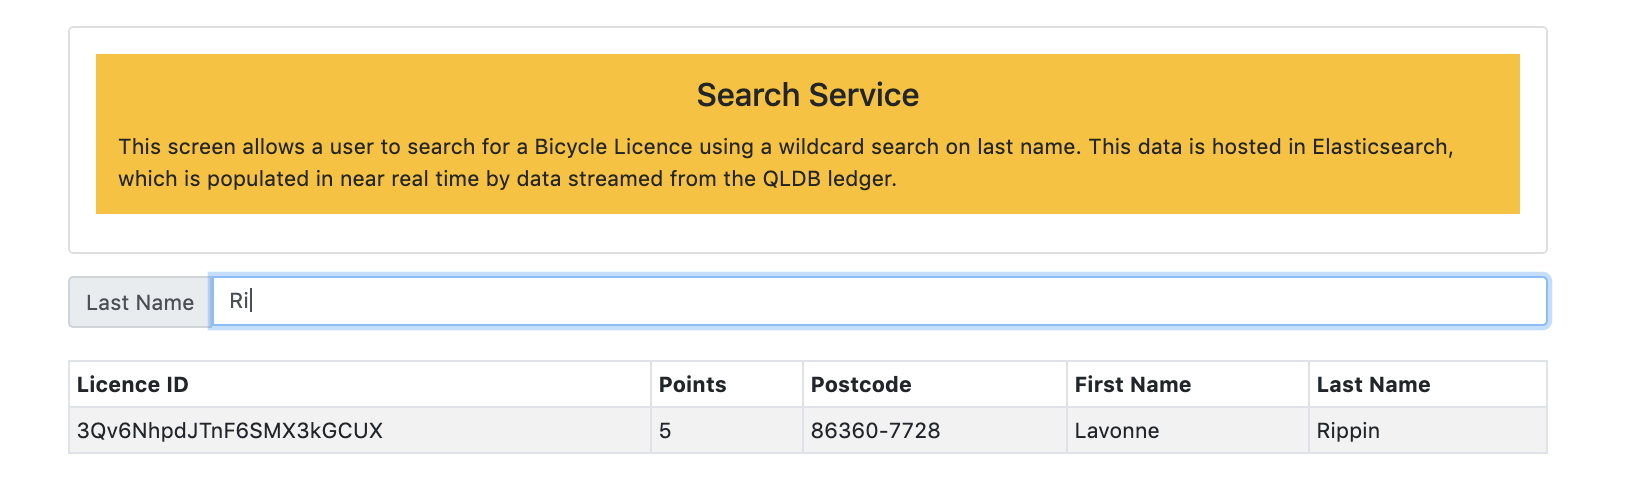 Search Service
This screen allows a user to search for a Bicycle Licence using a wildcard search on last name. This data is hosted in Elasticsearch,
which is populated in near real time by data streamed from the QLDB ledger.
Last Name Ri
Licence ID Points Postcode First Name Last Name
3Qv6NhpdJTnF6SMX3kGCUX 5 86360-7728 Lavonne Rippin